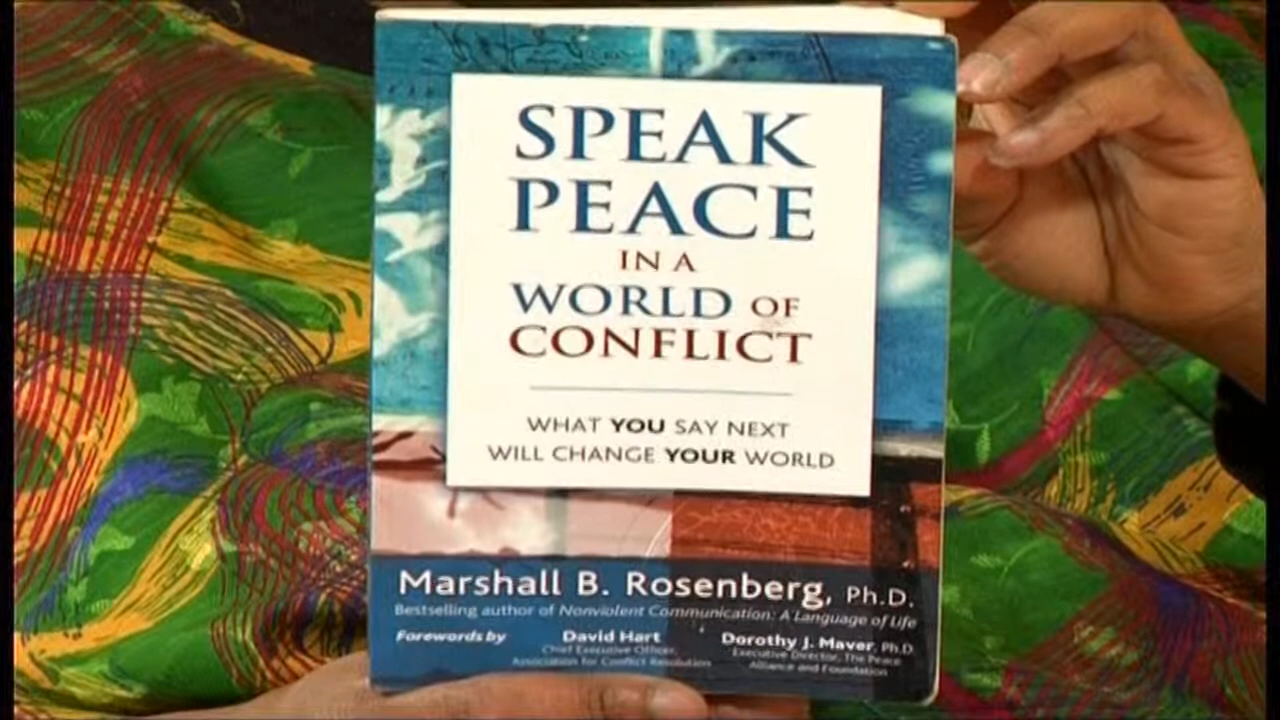 SPEAK
PEACE
IN A
WORLD OF
CONFLICT
WHAT YOU SAY NEXT
WILL CHANGE YOUR WORLD
Marshall B. Rosenberg, Ph.D.
Bestselling author of Nonviolent Communication: A Language of Life
Forewords by
David Hart
Chief Executive Officer,
Association for Conflict Resolution
Dorothy J. Maver, Ph.D.
Executive Director, The Peace
Alliance and Foundation